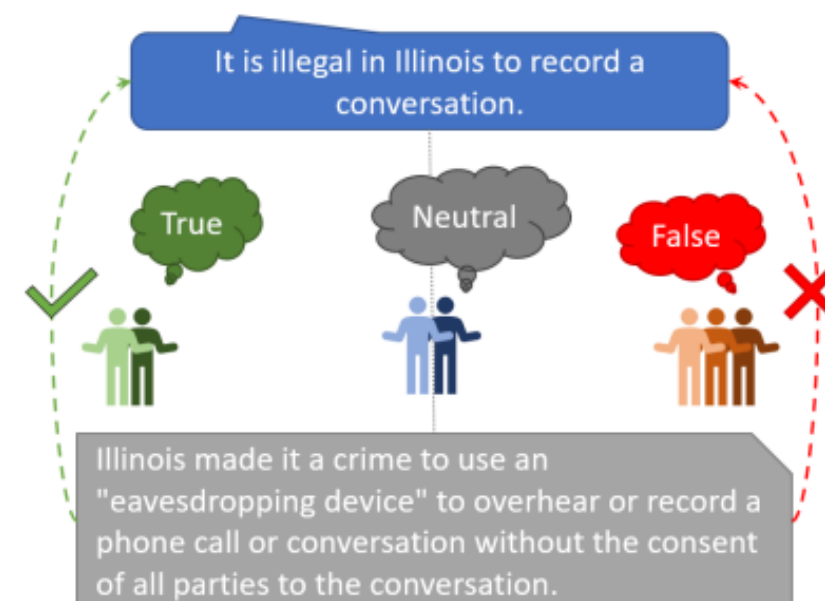 It is illegal in Illinois to record a
conversation.
True
Neutral
False
Illinois made it a crime to use an
"eavesdropping device" to overhear or record a
phone call or conversation without the consent
of all parties to the conversation.